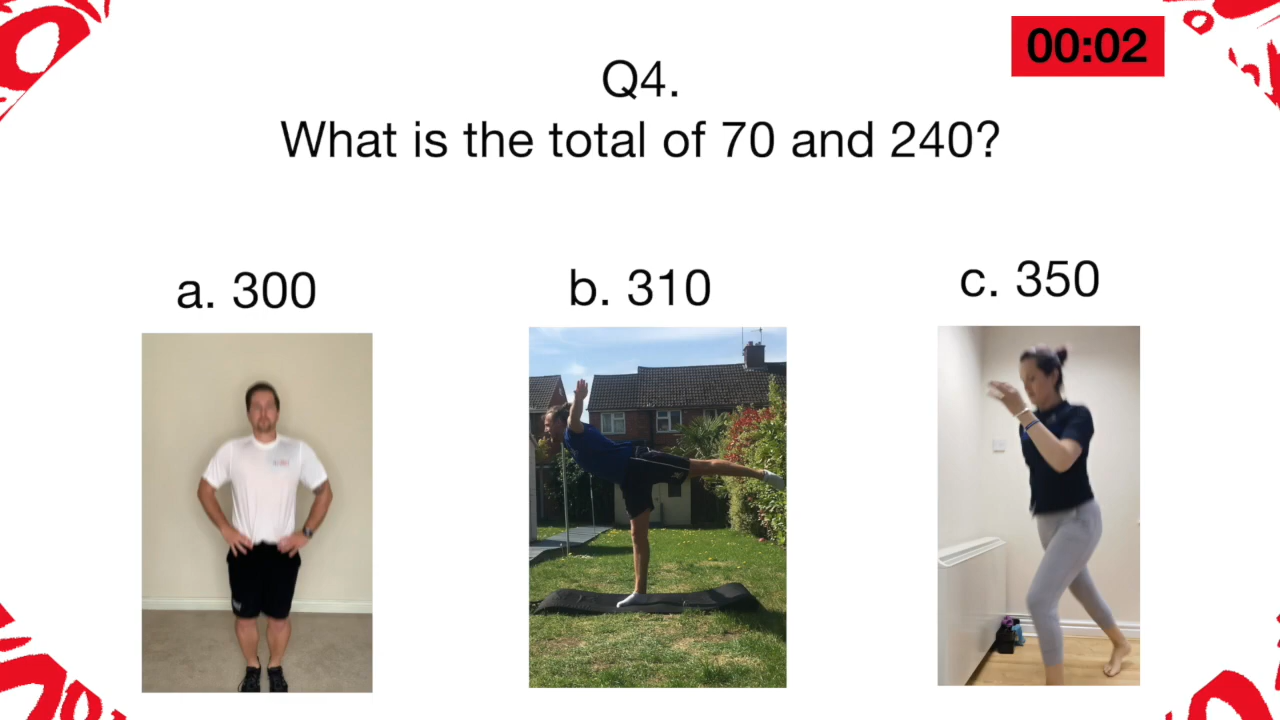 00:02
Q4.
What is the total of 70 and 240?
a. 300
b. 310
c. 350